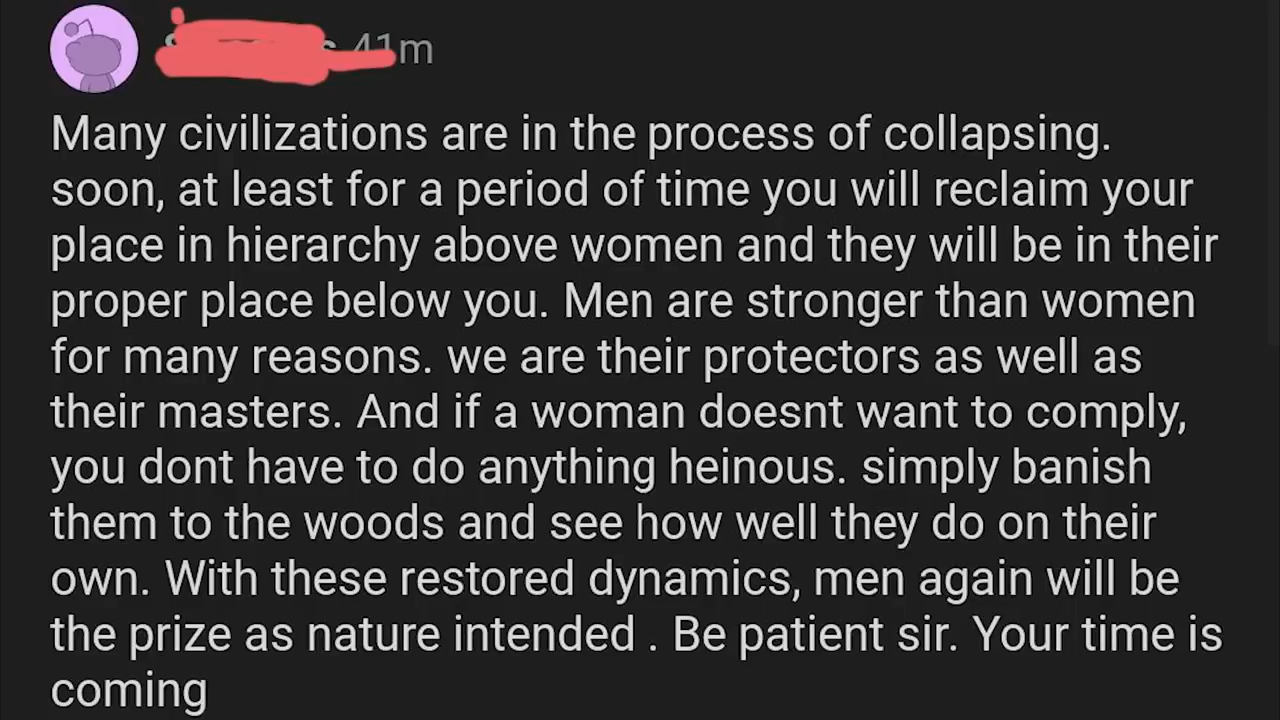 41m
Many civilizations are in the process of collapsing.
soon, at least for a period of time you will reclaim your
place in hierarchy above women and they will be in their
proper place below you. Men are stronger than women
for many reasons. we are their protectors as well as
their masters. And if a woman doesnt want to comply,
you dont have to do anything heinous. simply banish
them to the woods and see how well they do on their
own. With these restored dynamics, men again will be
the prize as nature intended . Be patient sir. Your time is
coming